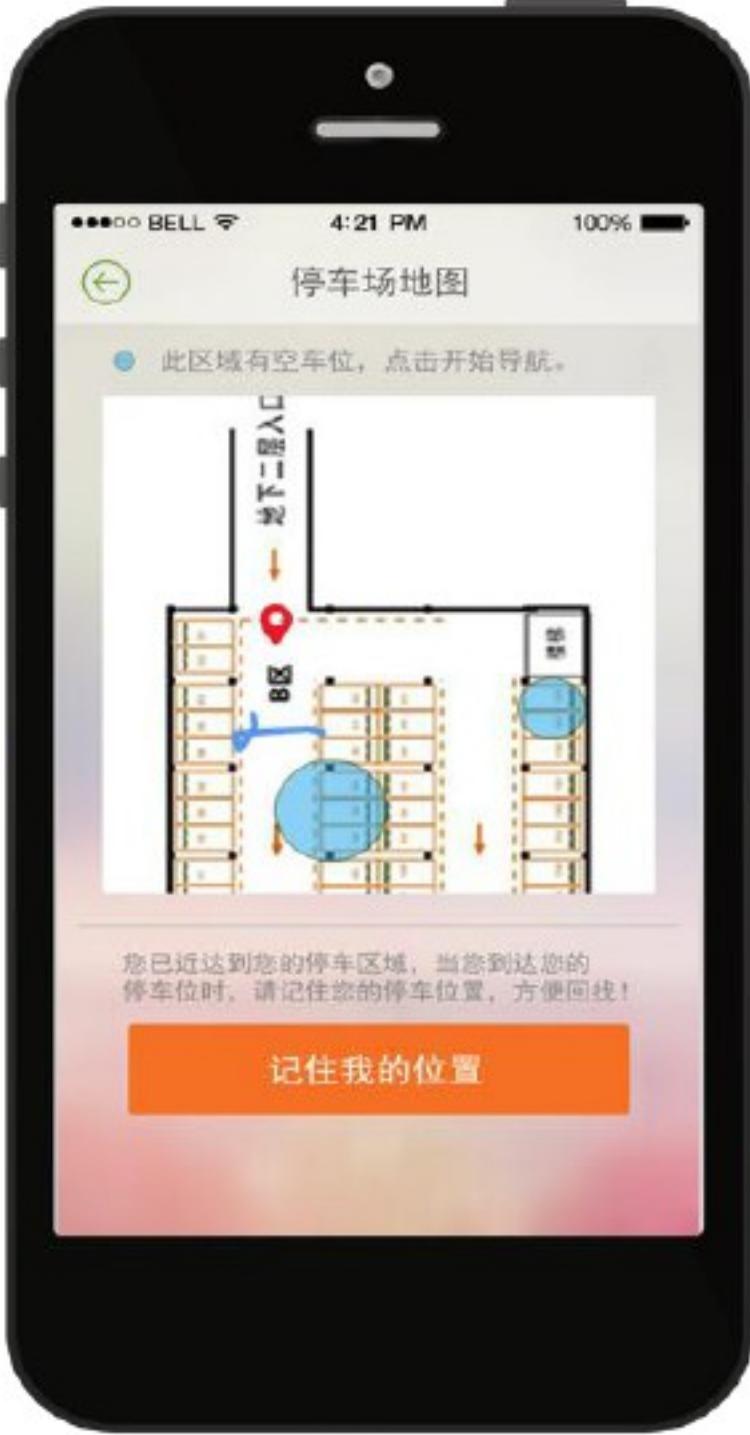 BELL 4:21 PM 100%
停车场地图
此区域有空车位，点击开始导航。
地下二层入口
B区
您已近达到您的停车区域，当您到达您的
停车位时，请记住您的停车位置，方便回线！
记住我的位置